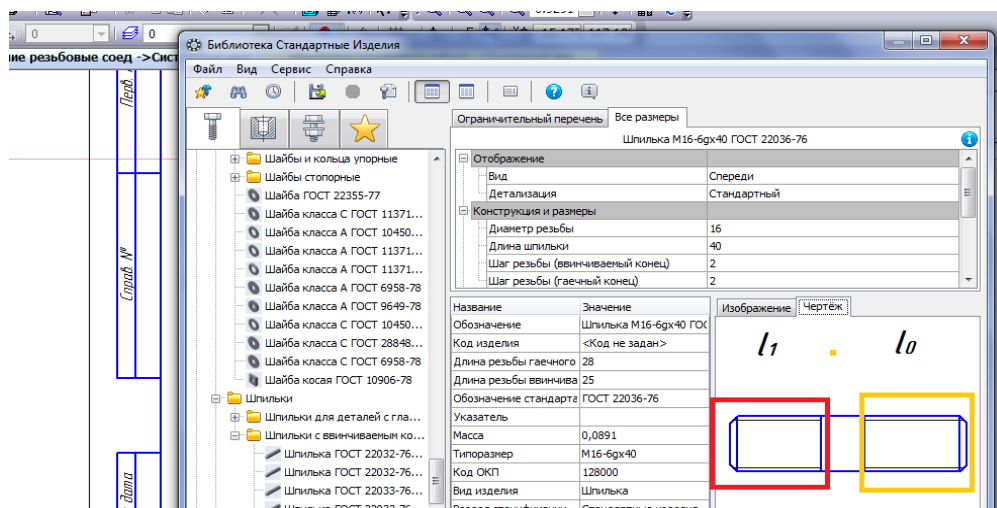 0
0
ние резьбовые соед ->Сист
Библиотека Стандартные Изделия
Файл Вид Сервис Справка
Ограничительный перечень Все размеры
Шпилька М16-6gx40 ГОСТ 22036-76
Отображение
Вид Спереди
Детализация Стандартный
Конструкция и размеры
Диаметр резьбы 16
Длина шпильки 40
Шаг резьбы (ввинчиваемый конец) 2
Шаг резьбы (гаечный конец) 2
Шайбы и кольца упорные
Шайбы стопорные
Шайба ГОСТ 22355-77
Шайба класса С ГОСТ 11371...
Шайба класса А ГОСТ 10450...
Шайба класса А ГОСТ 11371...
Шайба класса А ГОСТ 11371...
Шайба класса А ГОСТ 6958-78
Шайба класса А ГОСТ 9649-78
Шайба класса С ГОСТ 10450...
Шайба класса С ГОСТ 28848...
Шайба класса С ГОСТ 6958-78
Шайба косая ГОСТ 10906-78
Шпильки
Шпильки для деталей с гла...
Шпильки с ввинчиваемым ко...
Шпилька ГОСТ 22032-76...
Шпилька ГОСТ 22032-76...
Шпилька ГОСТ 22033-76...
Название Значение
Обозначение Шпилька М16-6gx40 ГОС
Код изделия <Код не задан>
Длина резьбы гаечного 28
Длина резьбы ввинчива 25
Обозначение стандарта ГОСТ 22036-76
Указатель
Масса 0,0891
Типоразмер М16-6gx40
Код ОКП 128000
Вид изделия Шпилька
Изображение Чертёж
l1 l0
Перв.
Справ. №
дата